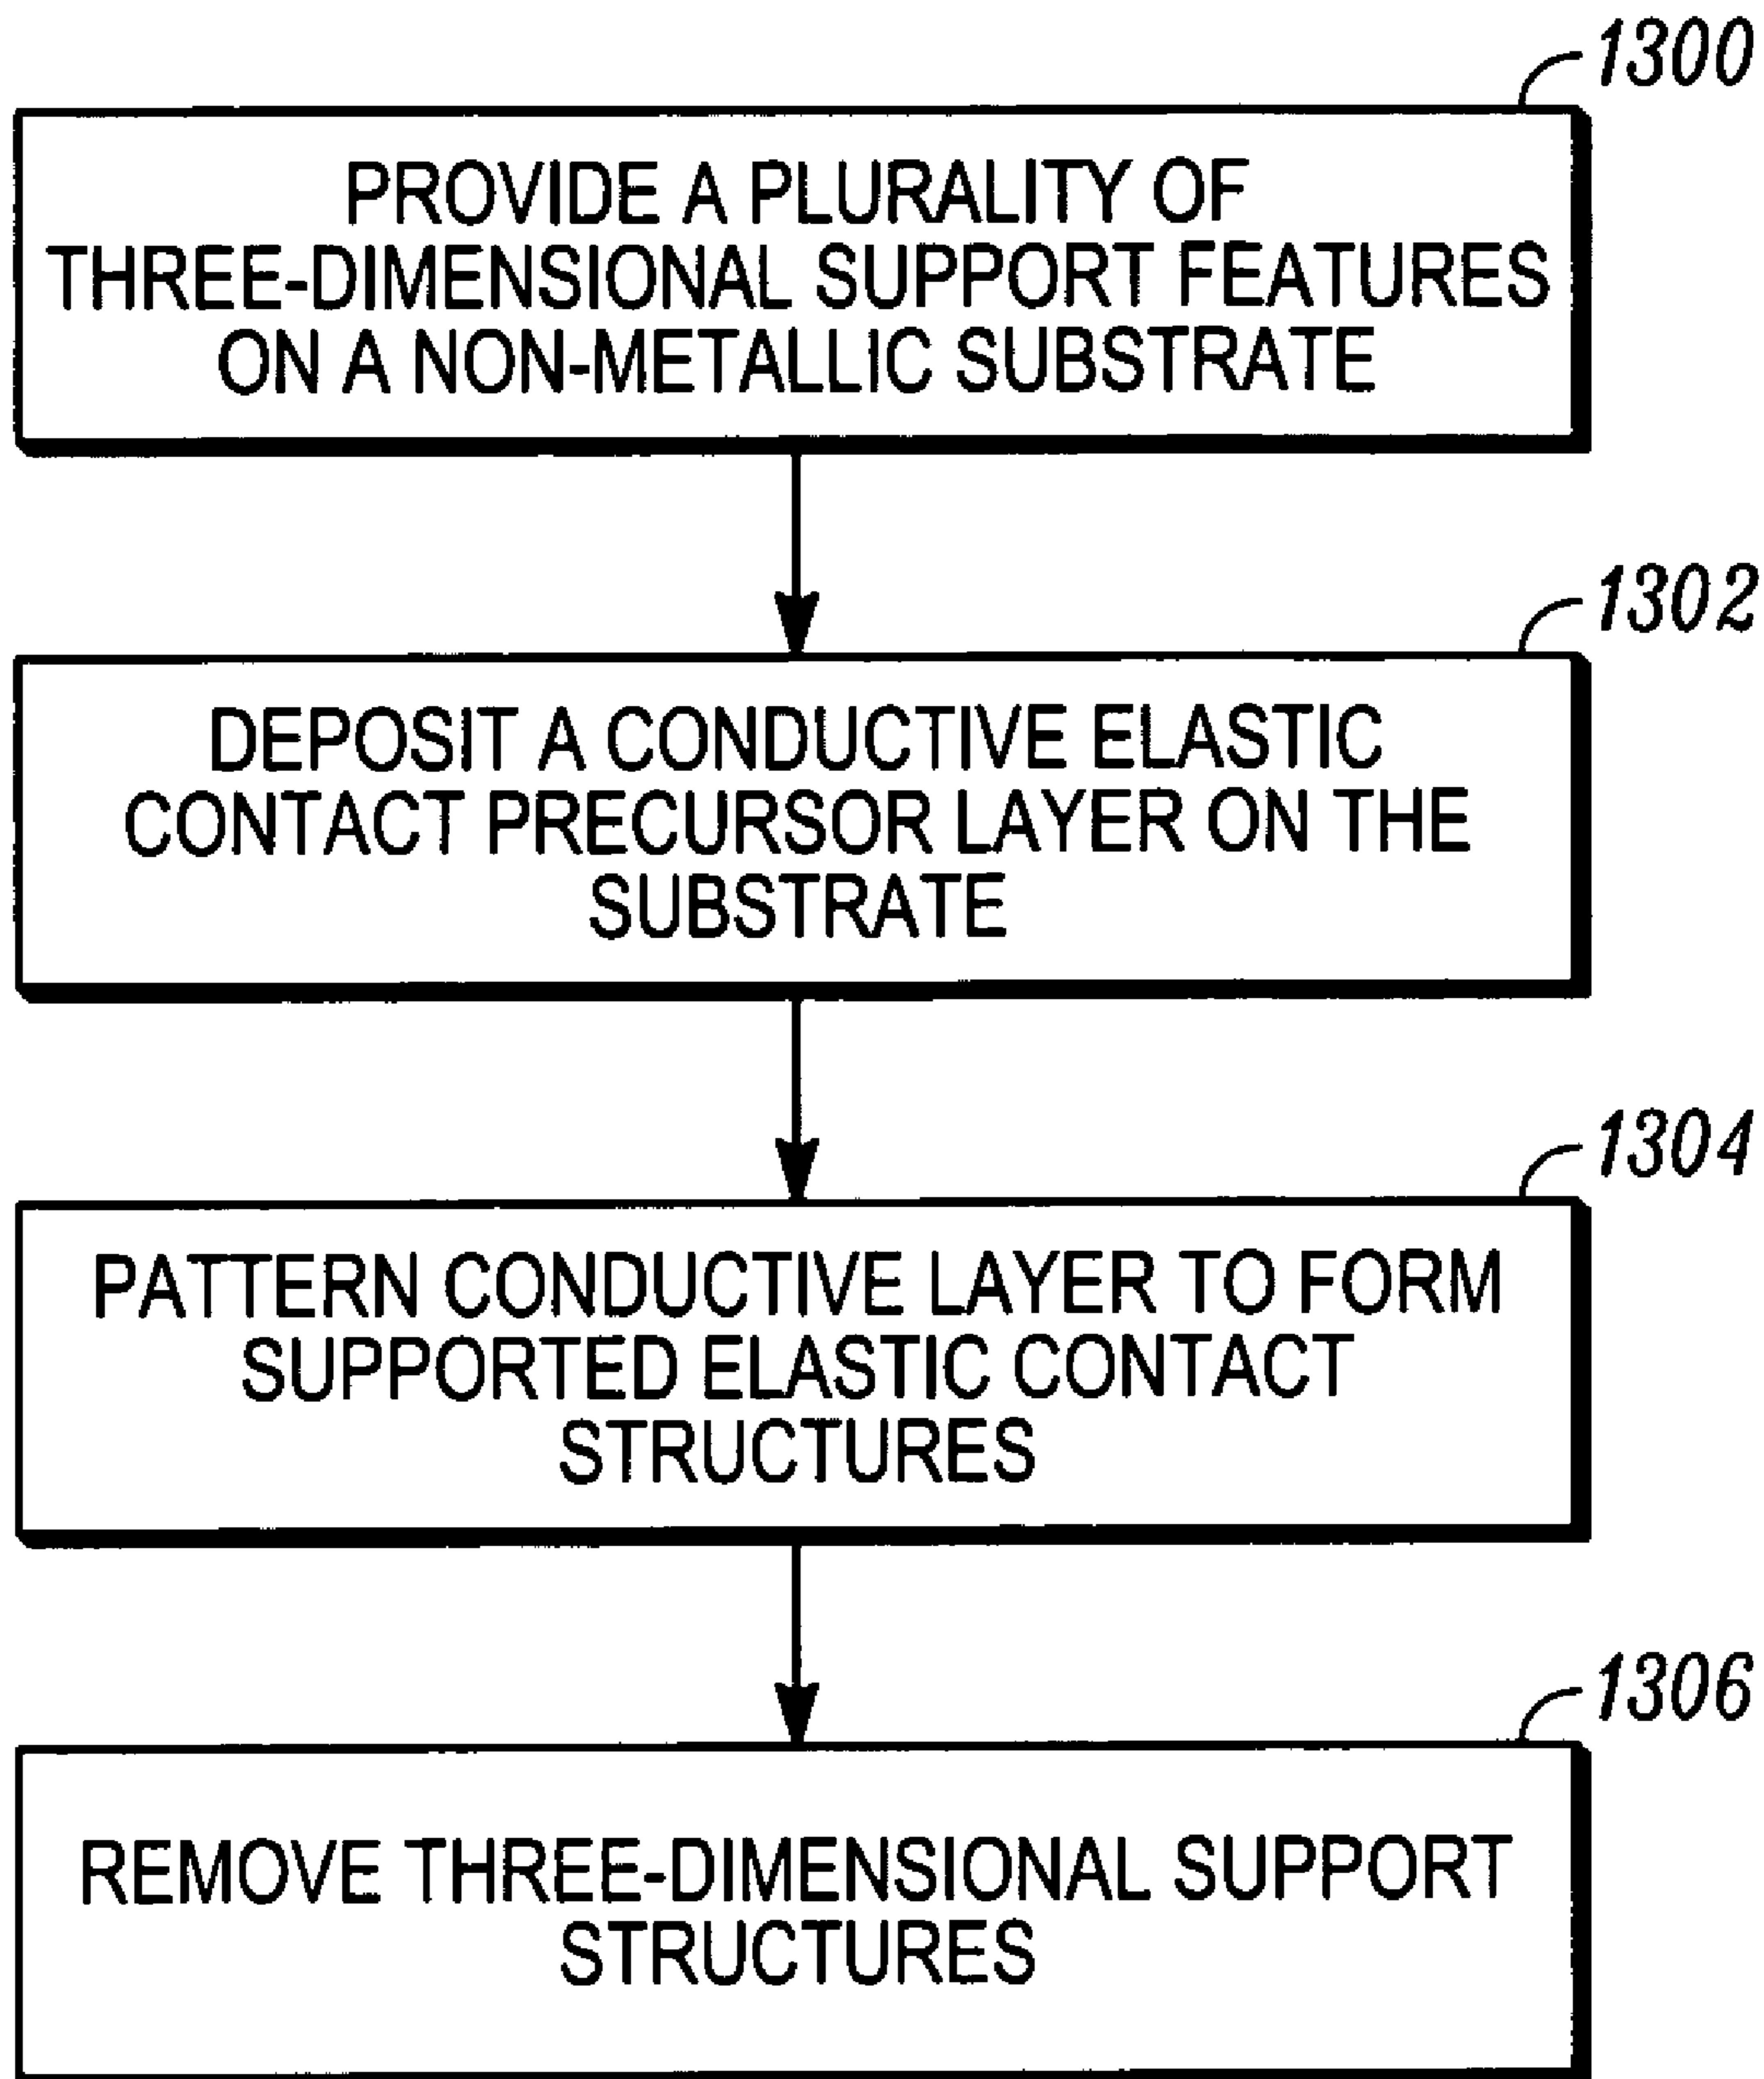 1300
PROVIDE A PLURALITY OF
THREE-DIMENSIONAL SUPPORT FEATURES
ON A NON-METALLIC SUBSTRATE
1302
DEPOSIT A CONDUCTIVE ELASTIC
CONTACT PRECURSOR LAYER ON THE
SUBSTRATE
1304
PATTERN CONDUCTIVE LAYER TO FORM
SUPPORTED ELASTIC CONTACT
STRUCTURES
1306
REMOVE THREE-DIMENSIONAL SUPPORT
STRUCTURES